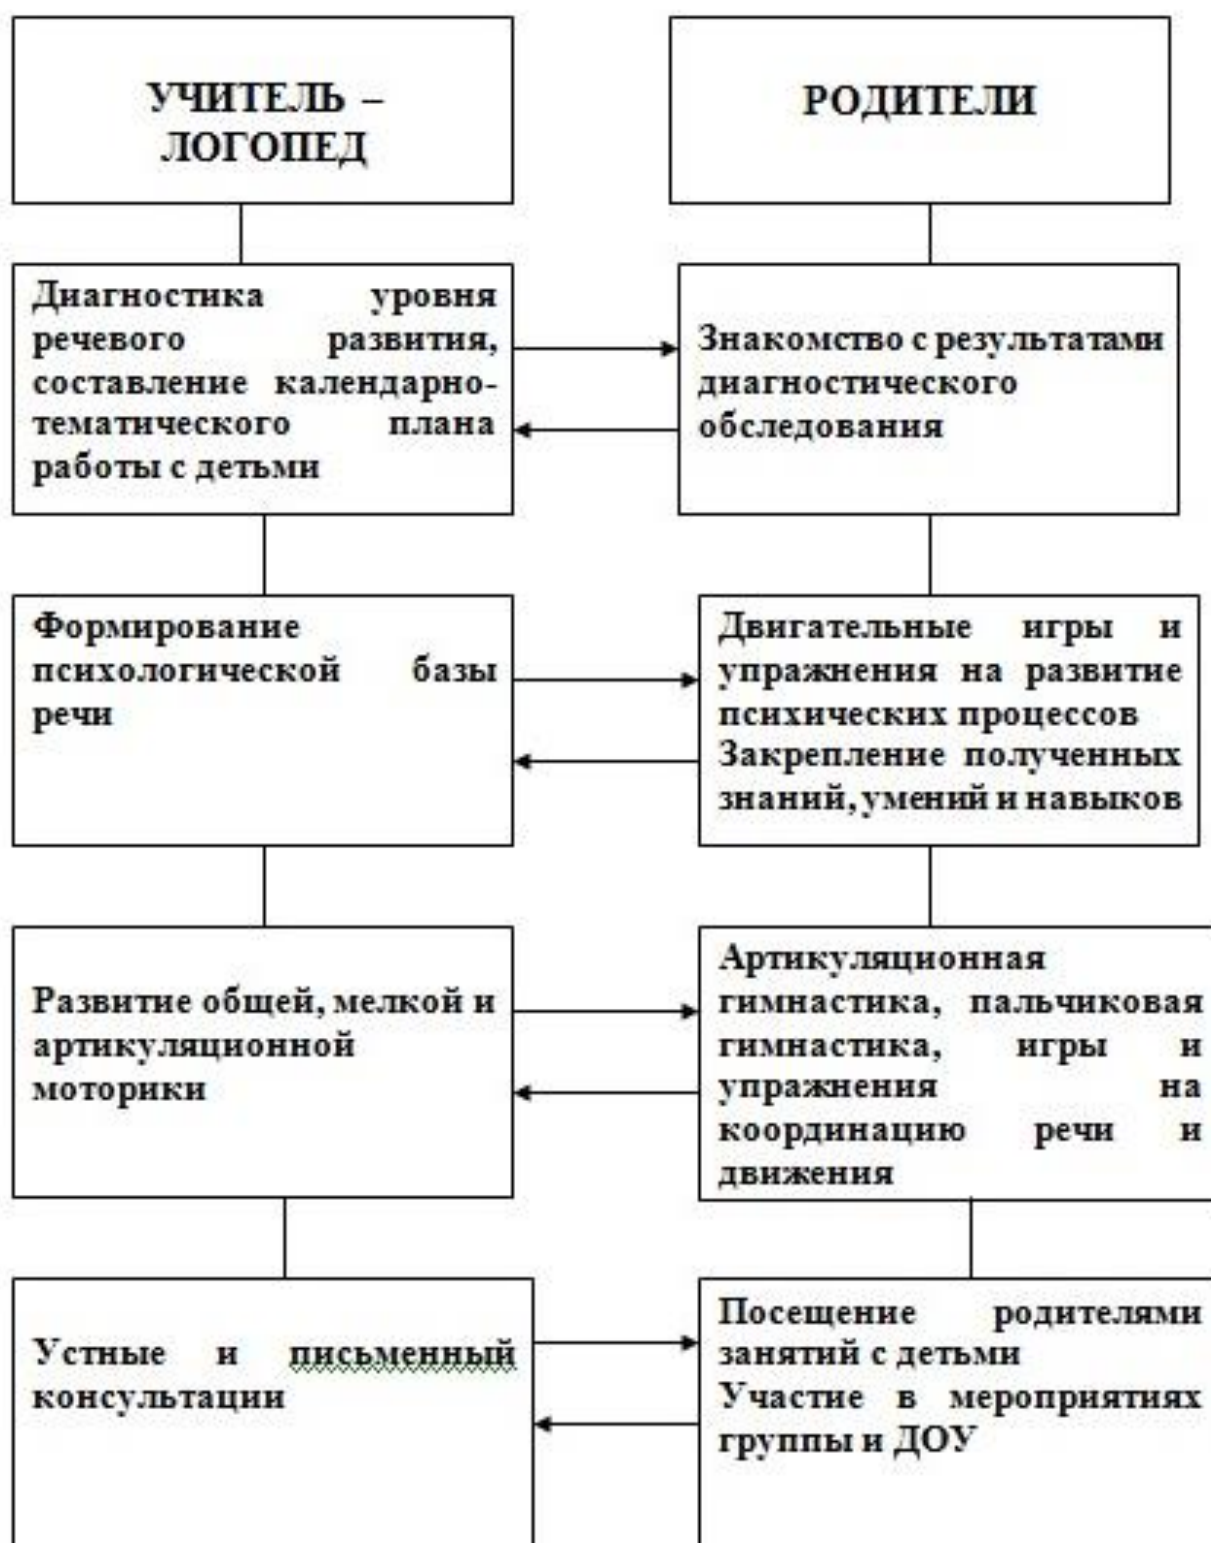 УЧИТЕЛЬ –
ЛОГОПЕД
РОДИТЕЛИ
Диагностика уровня
речевого развития,
составление календарно-
тематического плана
работы с детьми
Знакомство с результатами
диагностического
обследования
Формирование
психологической базы
речи
Двигательные игры и
упражнения на развитие
психических процессов
Закрепление полученных
знаний, умений и навыков
Развитие общей, мелкой и
артикуляционной
моторики
Артикуляционная
гимнастика, пальчиковая
гимнастика, игры и
упражнения на
координацию речи и
движения
Устные и письменный
консультации
Посещение родителями
занятий с детьми
Участие в мероприятиях
группы и ДОУ